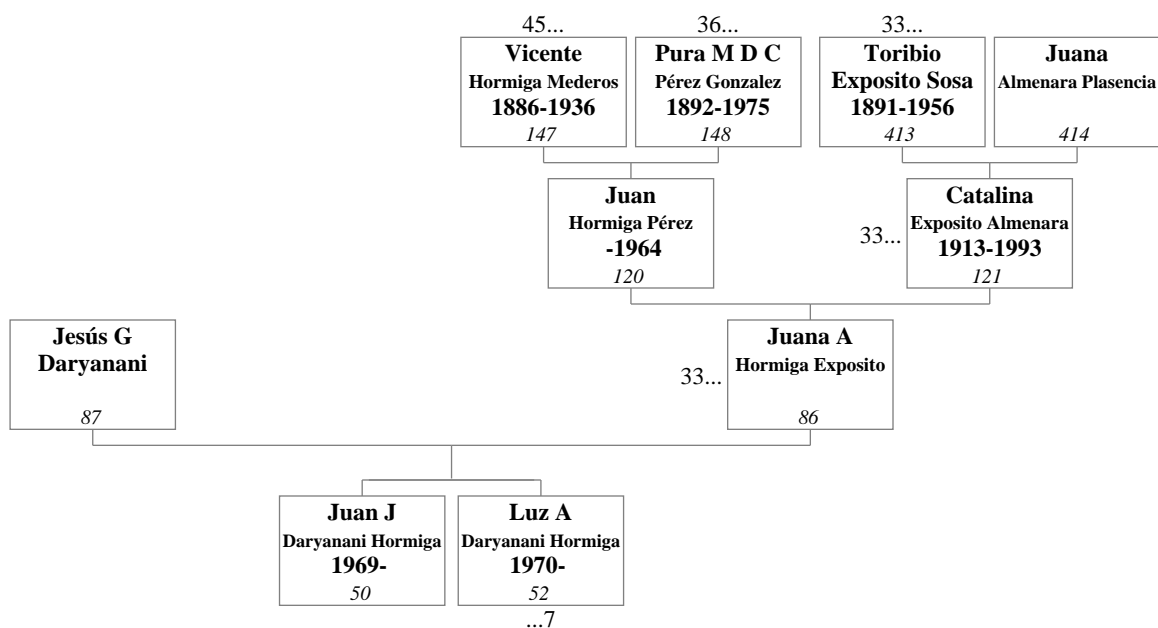 45...
36...
33...
Vicente
Hormiga Mederos
1886-1936
147
Pura M D C
Pérez Gonzalez
1892-1975
148
Toribio
Exposito Sosa
1891-1956
413
Juana
Almenara Plasencia
414
Juan
Hormiga Pérez
-1964
120
33...
Catalina
Exposito Almenara
1913-1993
121
Jesús G
Daryanani
87
33...
Juana A
Hormiga Exposito
86
Juan J
Daryanani Hormiga
1969-
50
Luz A
Daryanani Hormiga
1970-
52
...7